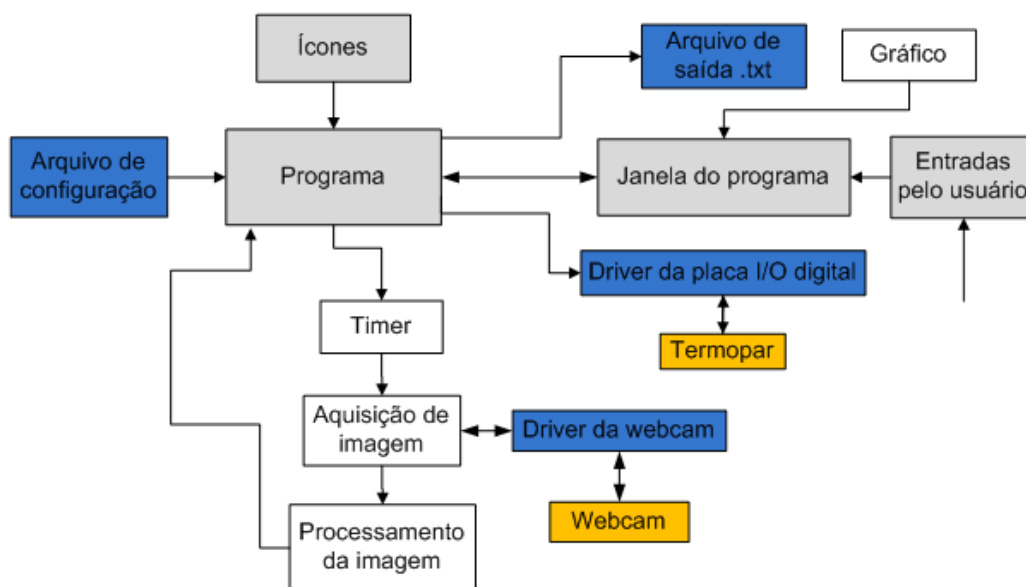 Ícones
Arquivo de
saída .txt
Gráfico
Arquivo de
configuração
Programa
Janela do programa
Entradas
pelo usuário
Driver da placa I/O digital
Timer
Termopar
Aquisição de
imagem
Driver da webcam
Webcam
Processamento
da imagem